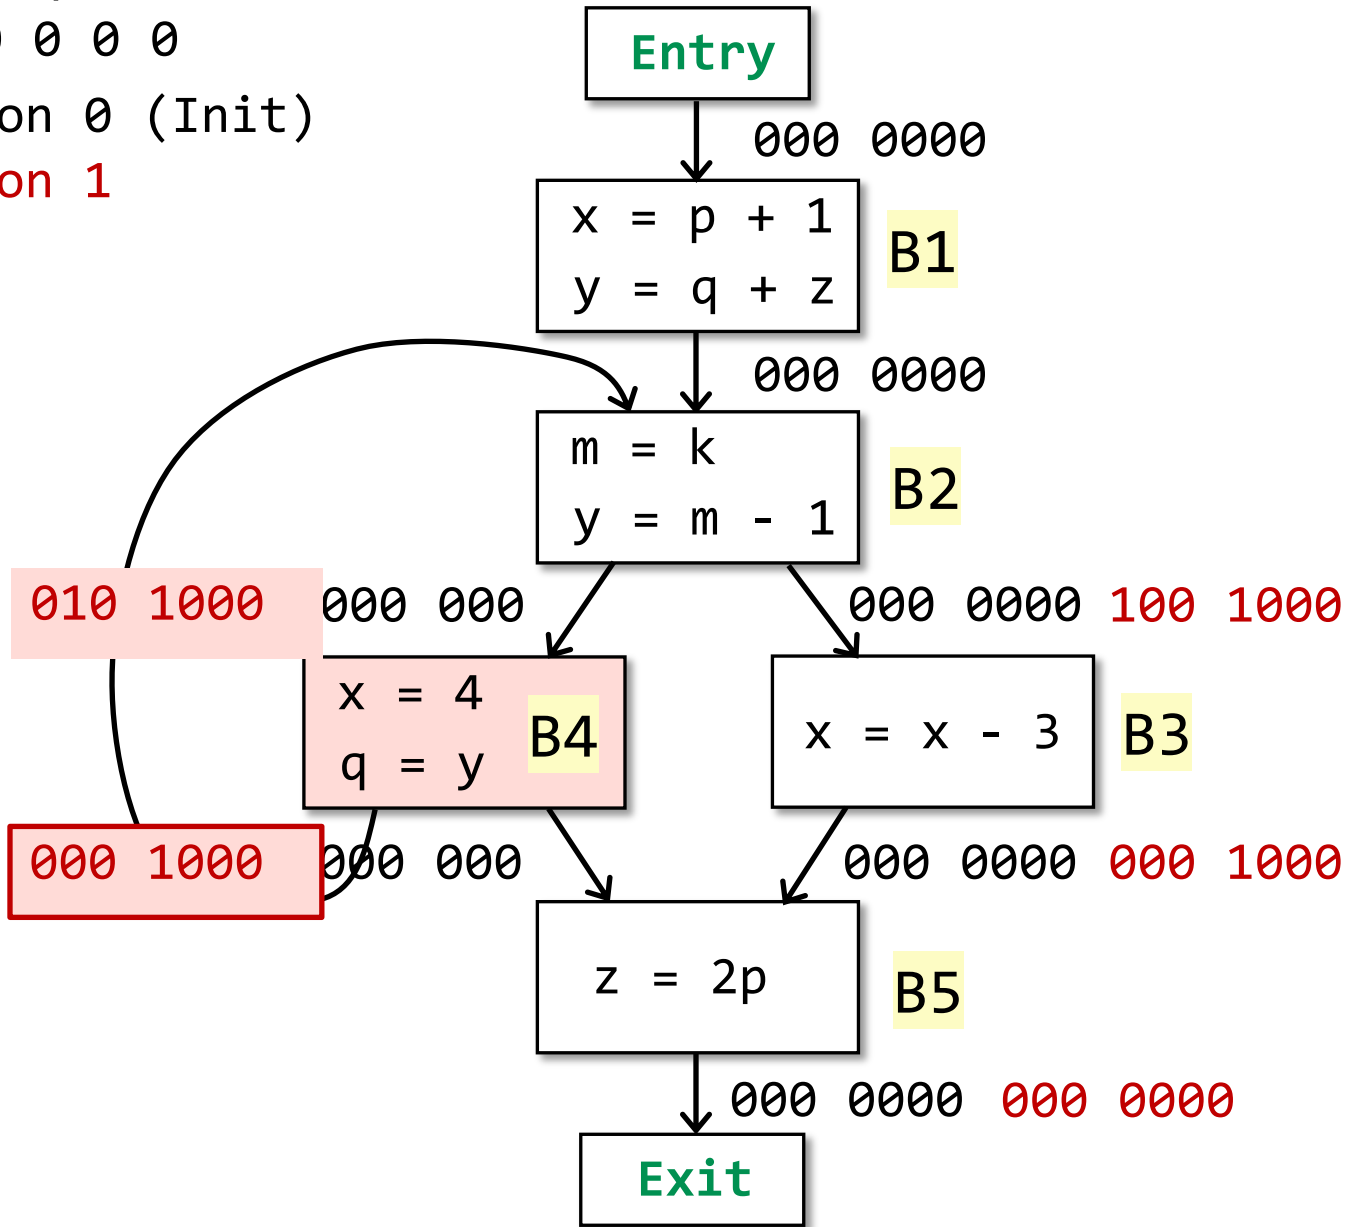 0 0 0
on 0 (Init)
on 1
Entry
000 0000
x = p + 1
y = q + z
B1
000 0000
m = k
y = m - 1
B2
010 1000 000 000
000 0000 100 1000
x = 4
q = y
B4
x = x - 3
B3
000 1000 000 000
000 0000 000 1000
z = 2p
B5
000 0000 000 0000
Exit